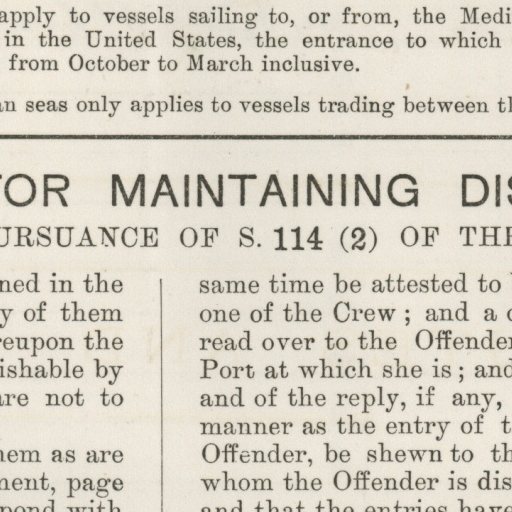 apply to vessels sailing to, or from, the Medi
in the United States, the entrance to which
from October to March inclusive.
an seas only applies to vessels trading between th
FOR MAINTAINING DIS
URSUANCE OF S. 114 (2) OF THE
ned in the
y of them
reupon the
ishable by
are not to
hem as are
ment, page
pond with
same time be attested to b
one of the Crew; and a c
read over to the Offender
Port at which she is; and
and of the reply, if any,
manner as the entry of t
Offender, be shewn to th
whom the Offender is dis
and that the entries have